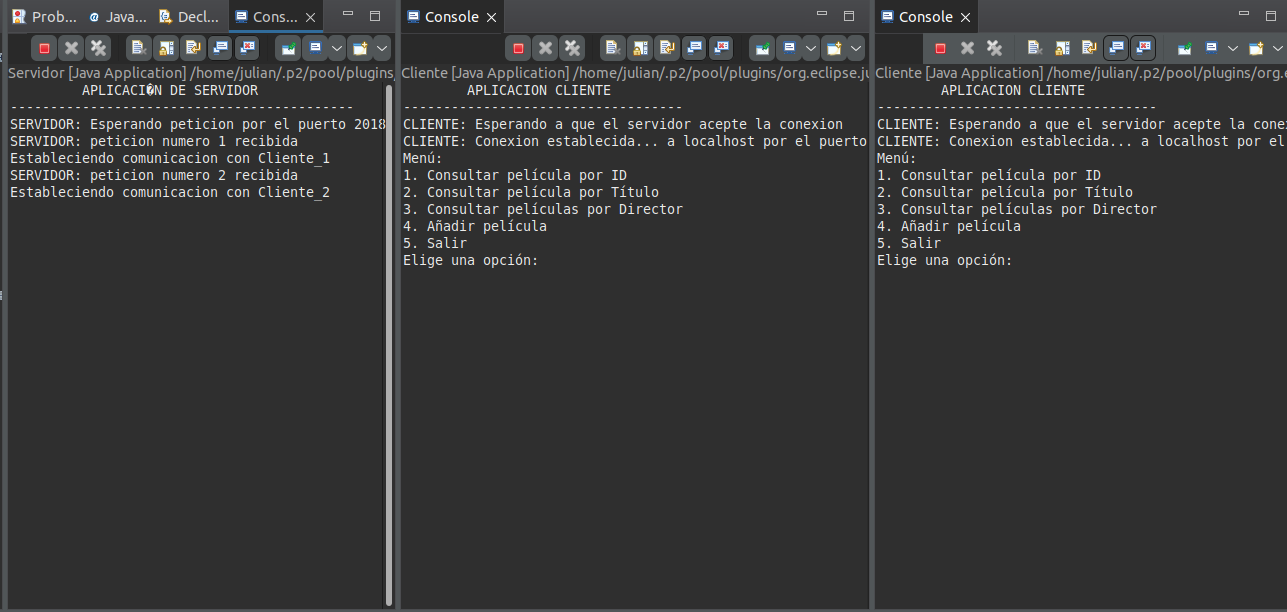 Prob...
Java...
Decl...
Cons...
Servidor [Java Application] /home/julian/.p2/pool/plugins
APLICACI�N DE SERVIDOR
-------------------------------------------
SERVIDOR: Esperando peticion por el puerto 2018
SERVIDOR: peticion numero 1 recibida
Estableciendo comunicacion con Cliente_1
SERVIDOR: peticion numero 2 recibida
Estableciendo comunicacion con Cliente_2
Console
Cliente [Java Application] /home/julian/.p2/pool/plugins/org.eclipse.ju
APLICACION CLIENTE
-----------------------------------
CLIENTE: Esperando a que el servidor acepte la conexion
CLIENTE: Conexion establecida... a localhost por el puerto
Menú:
1. Consultar película por ID
2. Consultar película por Título
3. Consultar películas por Director
4. Añadir película
5. Salir
Elige una opción:
Console
Cliente [Java Application] /home/julian/.p2/pool/plugins/org.e
APLICACION CLIENTE
-----------------------------------
CLIENTE: Esperando a que el servidor acepte la cone
CLIENTE: Conexion establecida... a localhost por el
Menú:
1. Consultar película por ID
2. Consultar película por Título
3. Consultar películas por Director
4. Añadir película
5. Salir
Elige una opción: